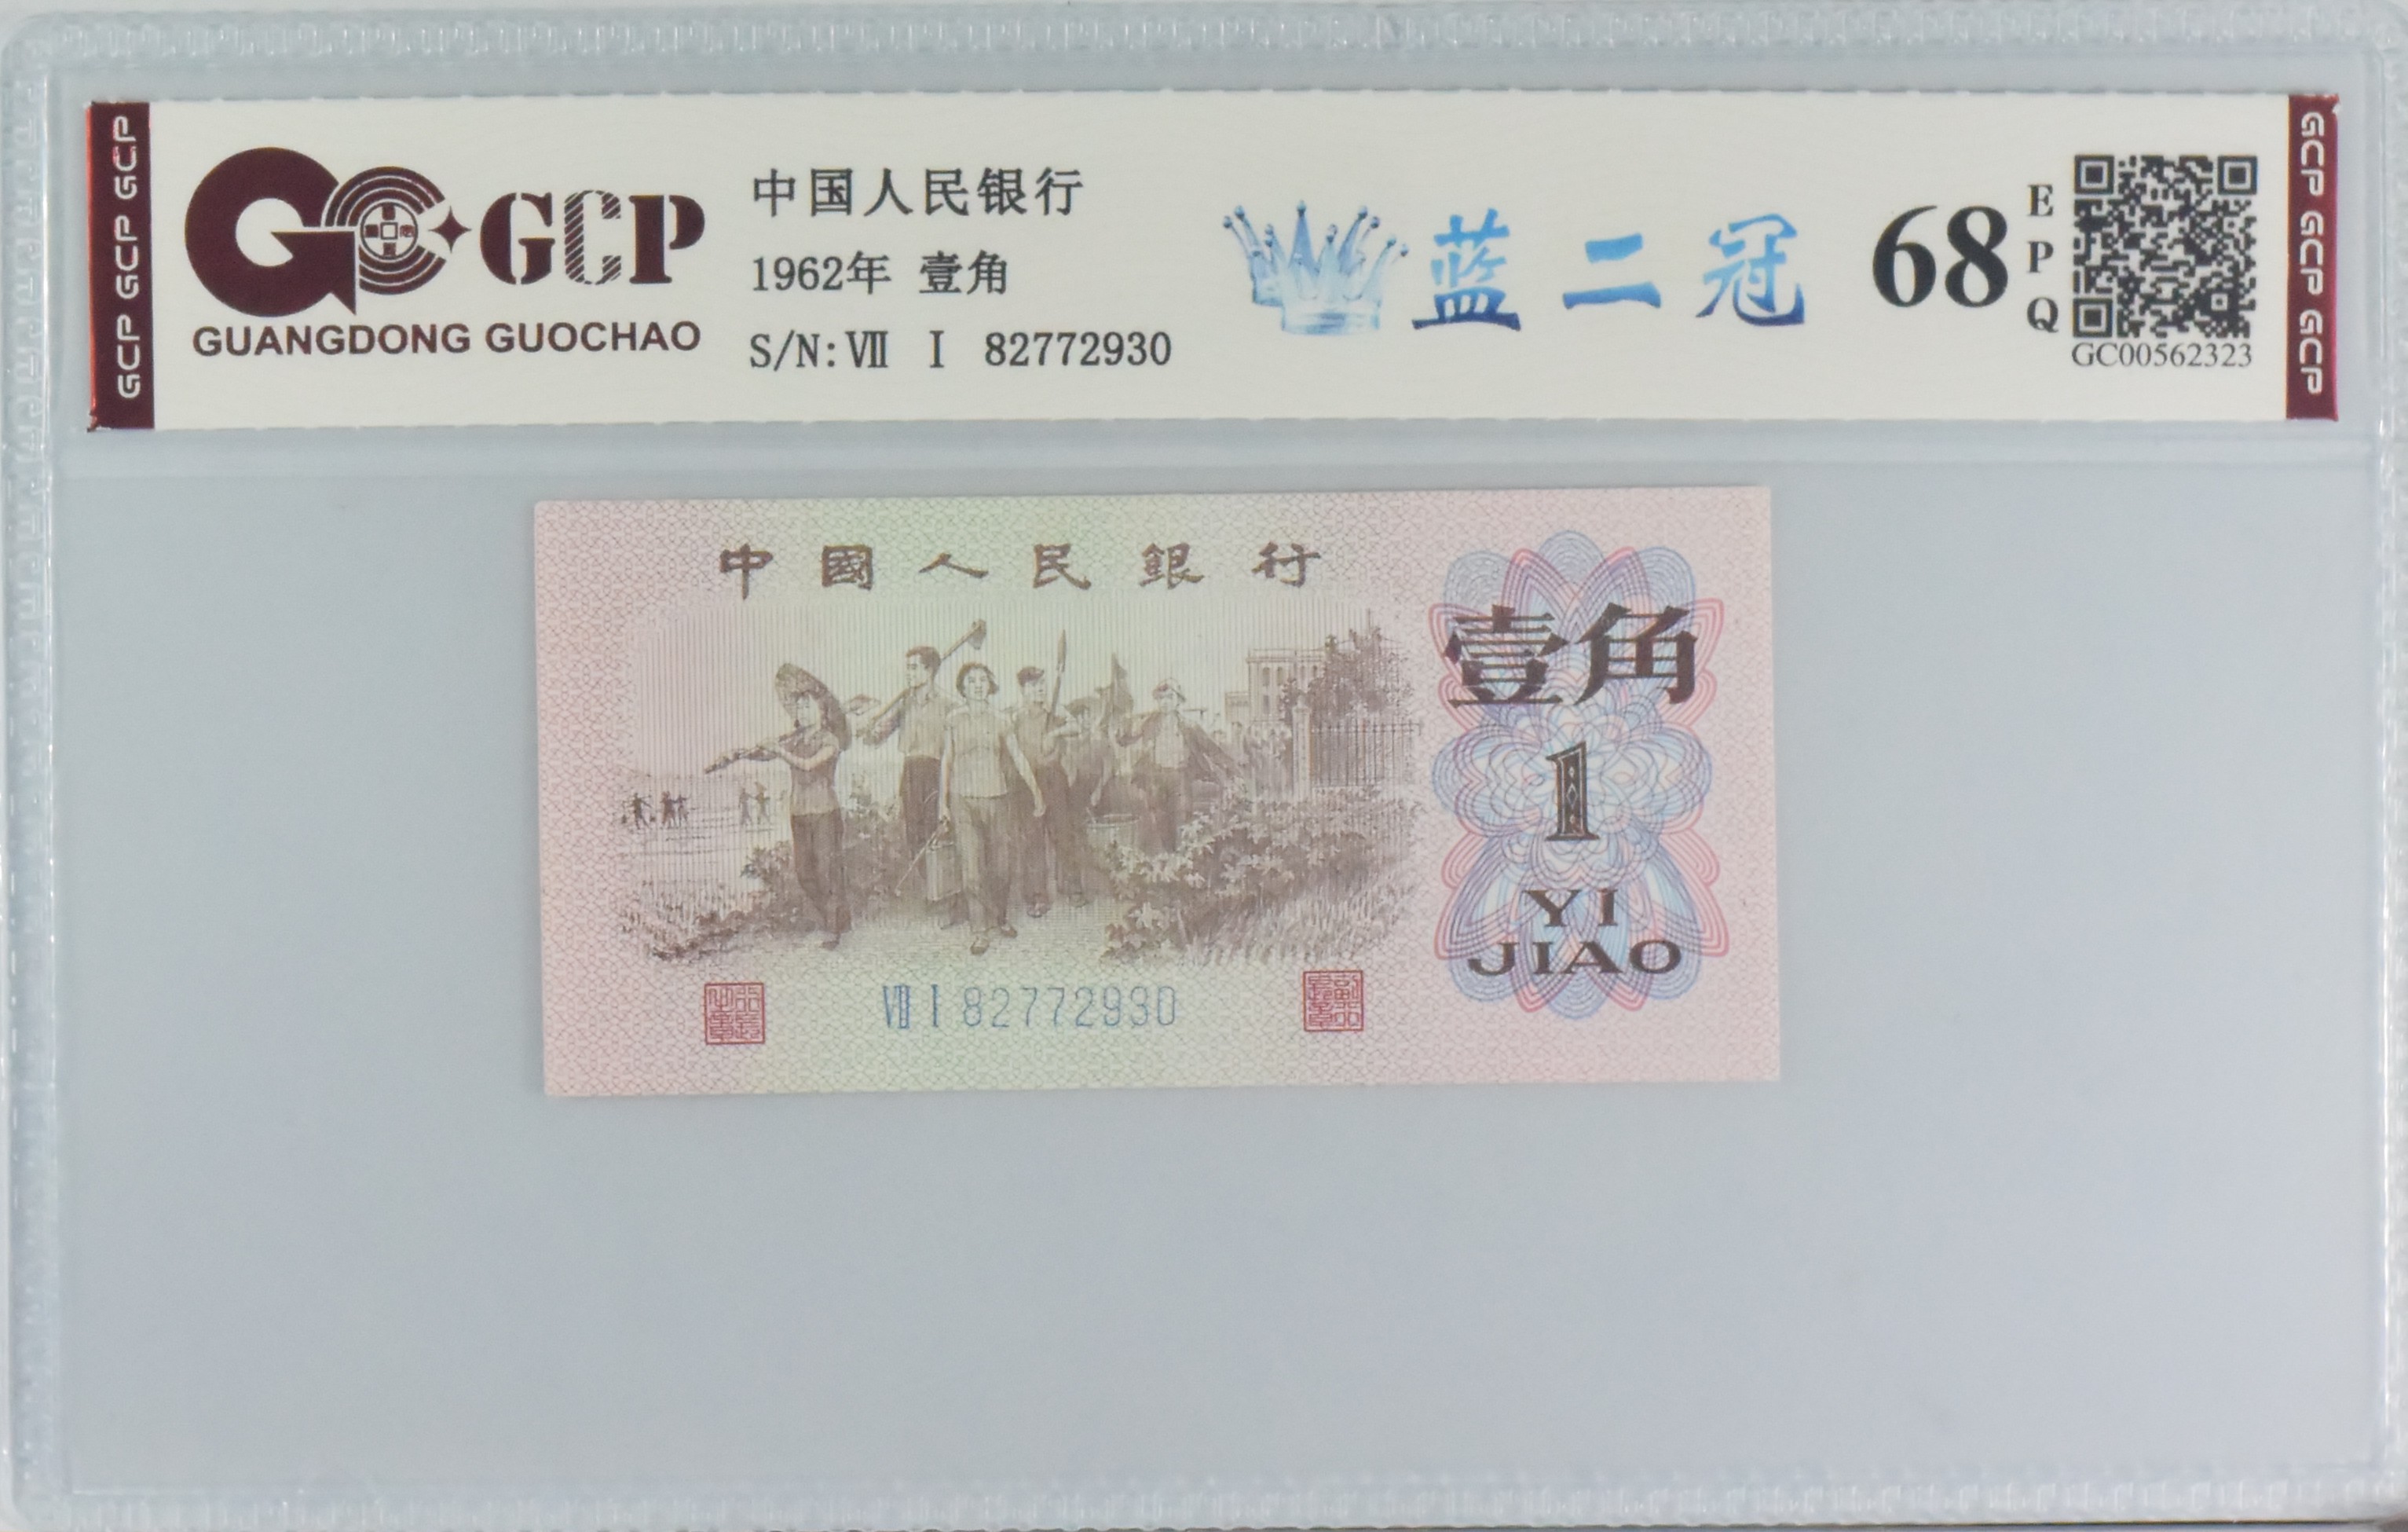 GCP GCP GCP
GCP
GUANGDONG GUOCHAO
中国人民银行
1962年 壹角
S/N:Ⅶ Ⅰ 82772930
蓝二冠
68
EPQ
GC00562323
GCP GCP GCP
中國人民銀行
壹角
1
YI
JIAO
Ⅶ Ⅰ 82772930